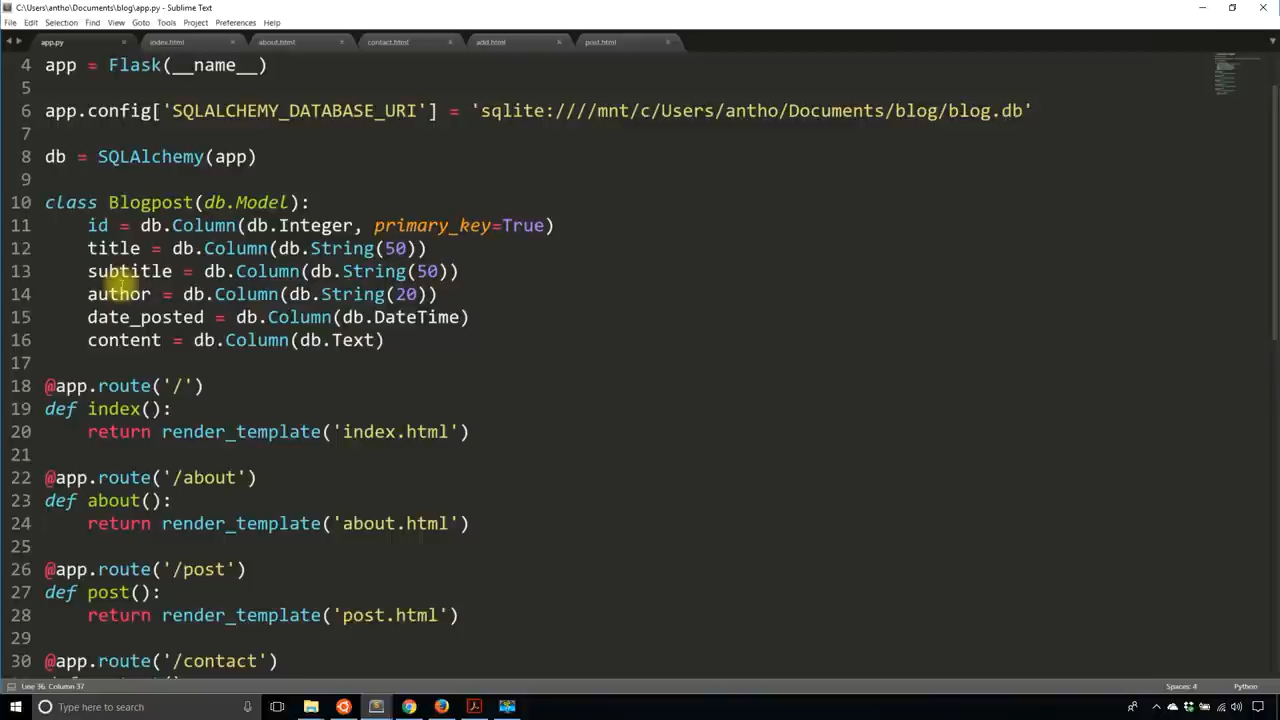 C:\Users\antho\Documents\blog\app.py - Sublime Text
File Edit Selection Find View Goto Tools Project Preferences Help
app.py index.html about.html contact.html add.html post.html
4 app = Flask(__name__)
5
6 app.config['SQLALCHEMY_DATABASE_URI'] = 'sqlite:////mnt/c/Users/antho/Documents/blog/blog.db'
7
8 db = SQLAlchemy(app)
9
10 class Blogpost(db.Model):
11 id = db.Column(db.Integer, primary_key=True)
12 title = db.Column(db.String(50))
13 subtitle = db.Column(db.String(50))
14 author = db.Column(db.String(20))
15 date_posted = db.Column(db.DateTime)
16 content = db.Column(db.Text)
17
18 @app.route('/')
19 def index():
20 return render_template('index.html')
21
22 @app.route('/about')
23 def about():
24 return render_template('about.html')
25
26 @app.route('/post')
27 def post():
28 return render_template('post.html')
29
30 @app.route('/contact')
Line 36, Column 37 Spaces: 4 Python
Type here to search